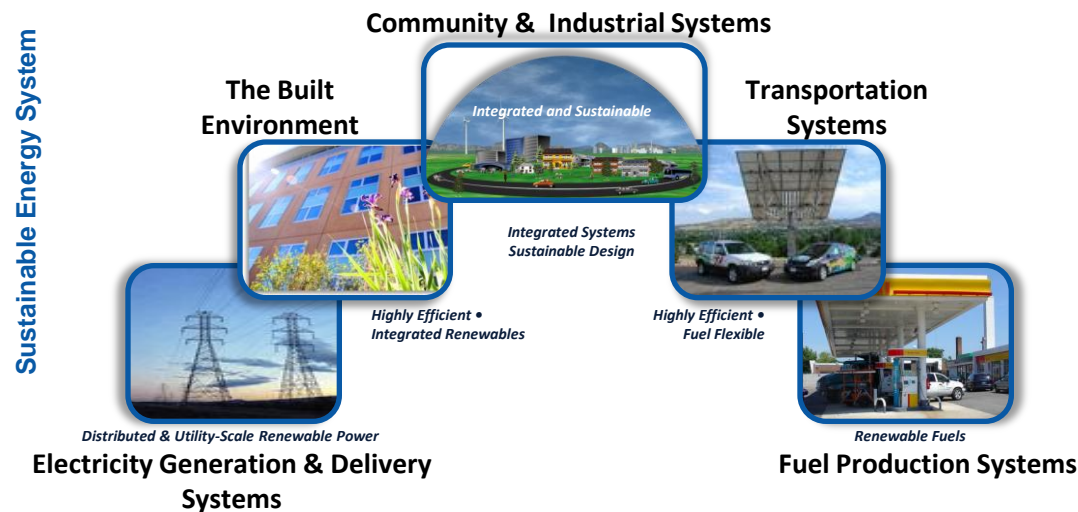 Sustainable Energy System
Community & Industrial Systems
Integrated and Sustainable
Integrated Systems
Sustainable Design
The Built
Environment
Highly Efficient •
Integrated Renewables
Transportation
Systems
Highly Efficient •
Fuel Flexible
Distributed & Utility-Scale Renewable Power
Electricity Generation & Delivery
Systems
Renewable Fuels
Fuel Production Systems